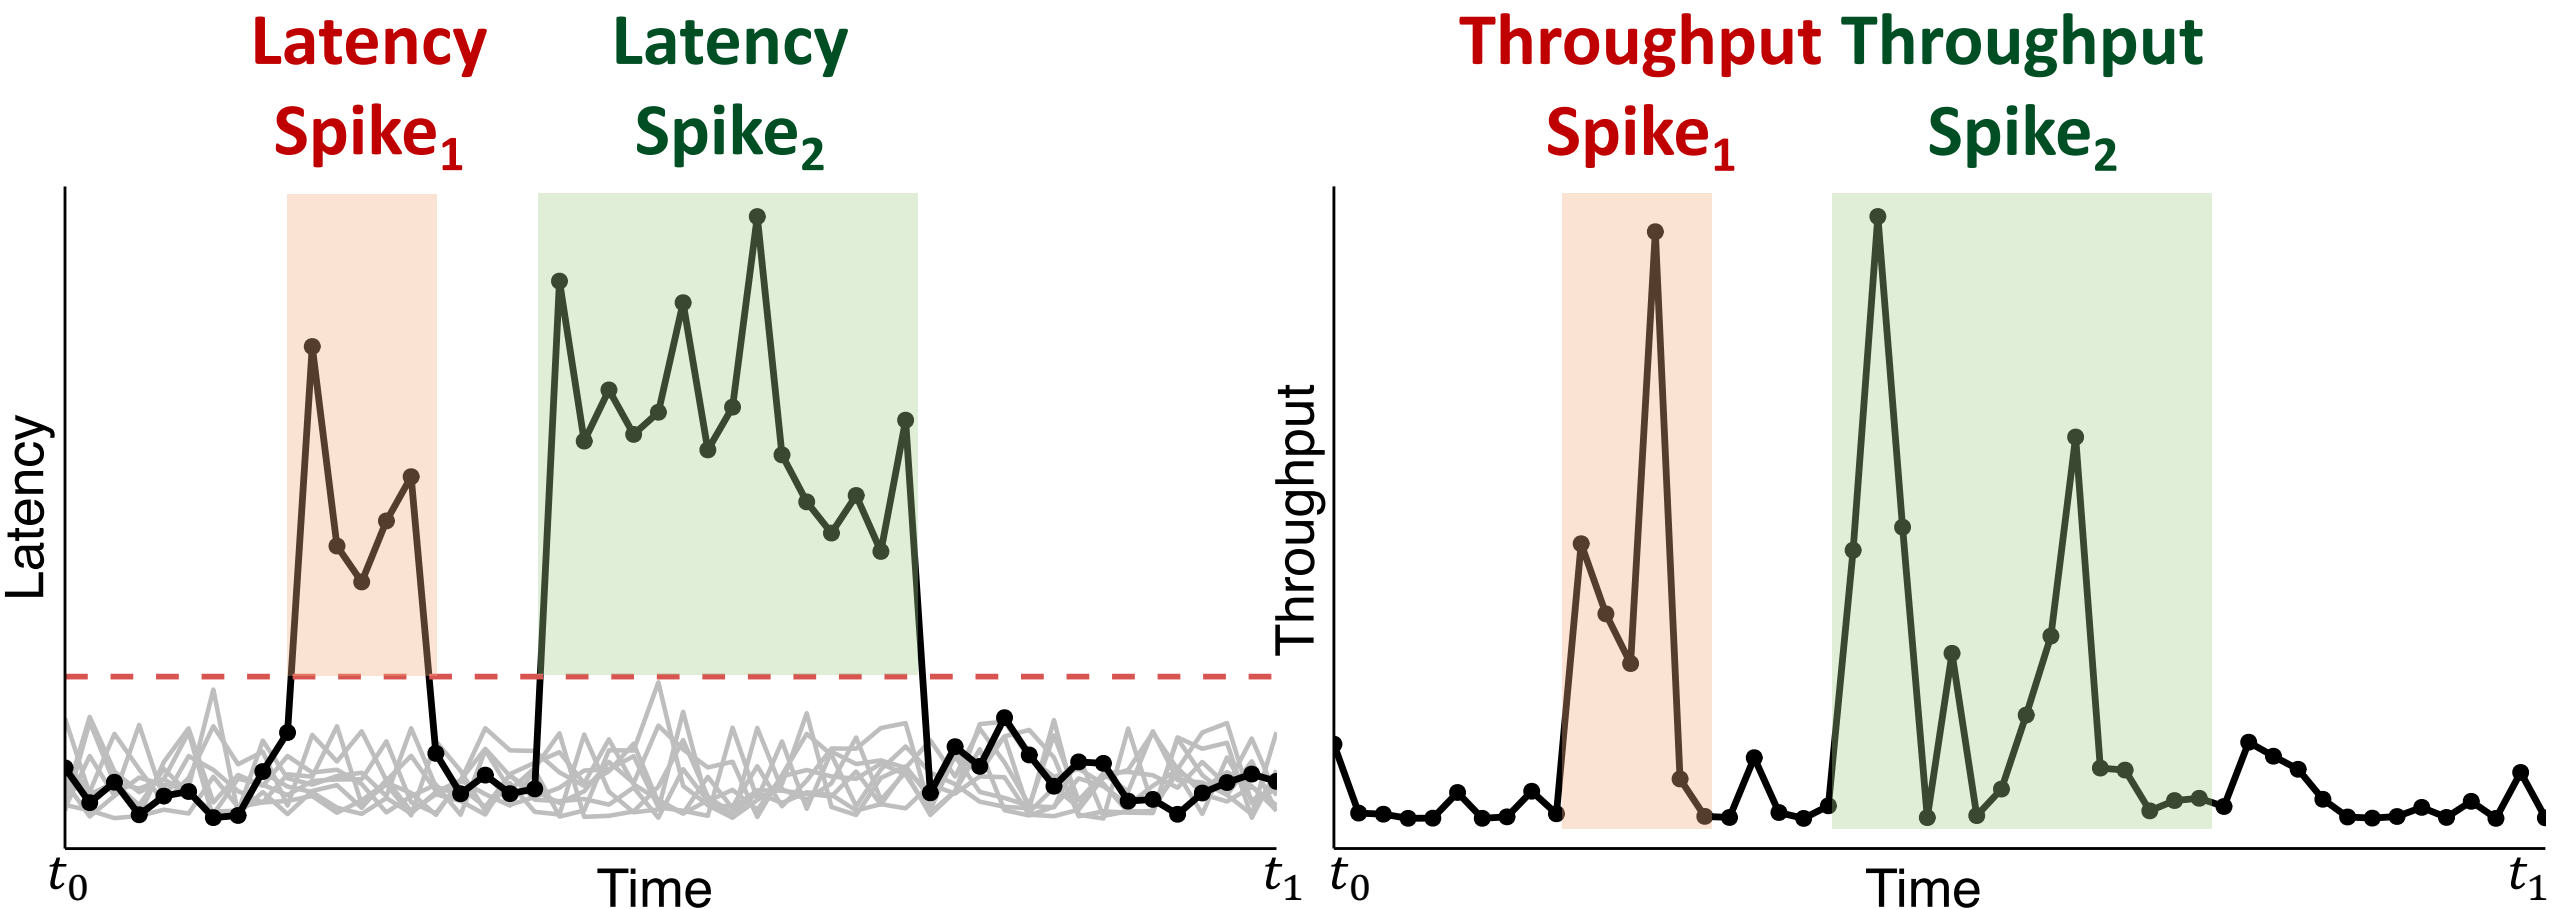 Latency
Spike₁
Latency
Spike₂
Latency
t₀
Time
t₁
Throughput
Spike₁
Throughput
Spike₂
Throughput
t₀
Time
t₁